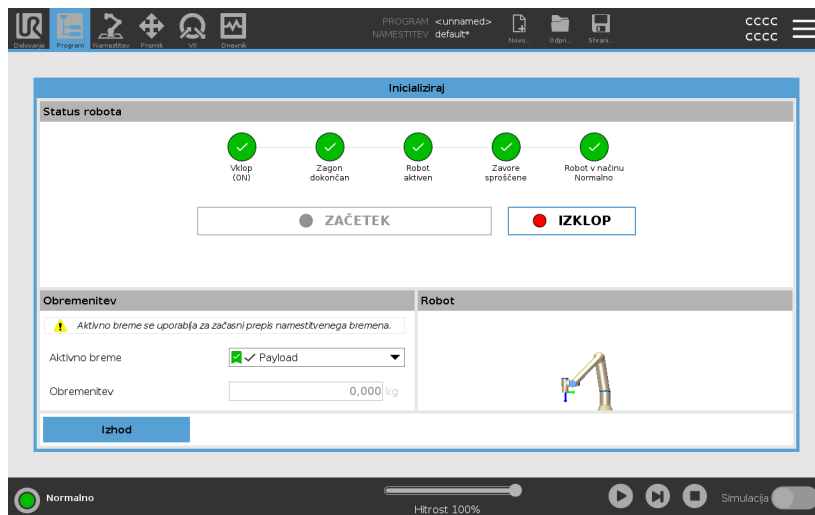 UR
PROGRAM <unnamed>
NAMESTITEV default*
Delovanje Program Namestitev Premik V/I Dnevnik
Novo... Odpri... Shrani...
CCCC
CCCC
Inicializiraj
Status robota
Vklop
(ON)
Zagon
dokončan
Robot
aktiven
Zavore
sproščene
Robot v načinu
Normalno
ZAČETEK
IZKLOP
Obremenitev
Robot
Aktivno breme se uporablja za začasni prepis namestitvenega bremena.
Aktivno breme
Payload
Obremenitev
0,000 kg
Izhod
Normalno
Hitrost 100%
Simulacija